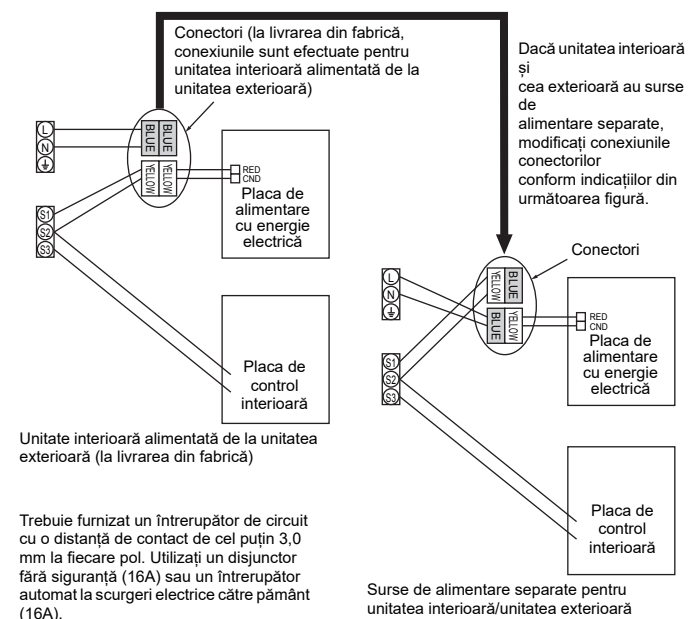 Conectori (la livrarea din fabrică,
conexiunile sunt efectuate pentru
unitatea interioară alimentată de la
unitatea exterioară)
L
N
BLUE
BLUE
YELLOW
YELLOW
RED
CND
Placa de
alimentare
cu energie
electrică
S1
S2
S3
Placa de
control
interioară
Unitate interioară alimentată de la unitatea
exterioară (la livrarea din fabrică)
Trebuie furnizat un întrerupător de circuit
cu o distanță de contact de cel puțin 3,0
mm la fiecare pol. Utilizați un disjunctor
fără siguranță (16A) sau un întrerupător
automat la scurgeri electrice către pământ
(16A).
Dacă unitatea interioară
și
cea exterioară au surse
de
alimentare separate,
modificați conexiunile
conectorilor
conform indicațiilor din
următoarea figură.
Conectori
L
N
YELLOW
BLUE
BLUE
YELLOW
RED
CND
Placa de
alimentare
cu energie
electrică
S1
S2
S3
Placa de
control
interioară
Surse de alimentare separate pentru
unitatea interioară/unitatea exterioară